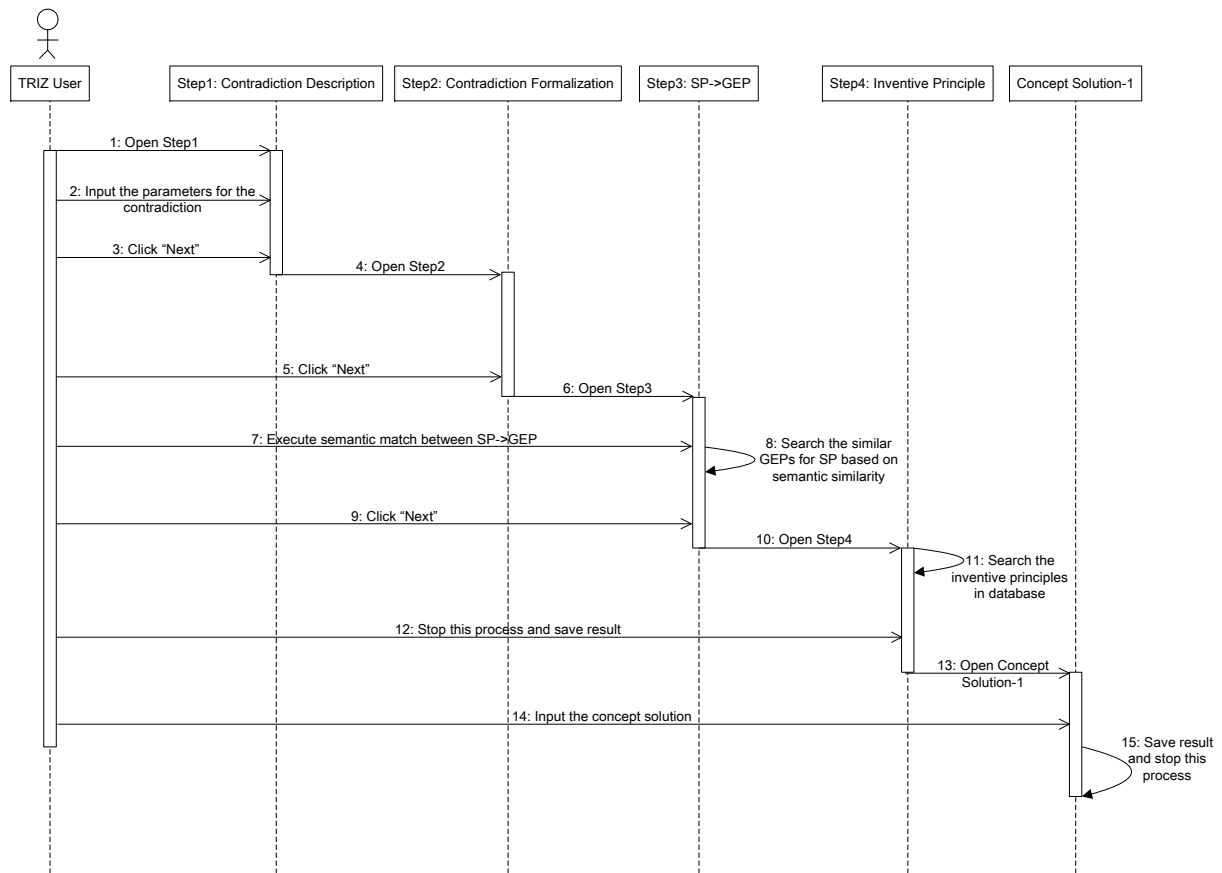 TRIZ User
Step1: Contradiction Description
Step2: Contradiction Formalization
Step3: SP->GEP
Step4: Inventive Principle
Concept Solution-1
1: Open Step1
2: Input the parameters for the
contradiction
3: Click “Next”
4: Open Step2
5: Click “Next”
6: Open Step3
7: Execute semantic match between SP->GEP
8: Search the similar
GEPs for SP based on
semantic similarity
9: Click “Next”
10: Open Step4
11: Search the
inventive principles
in database
12: Stop this process and save result
13: Open Concept
Solution-1
14: Input the concept solution
15: Save result
and stop this
process